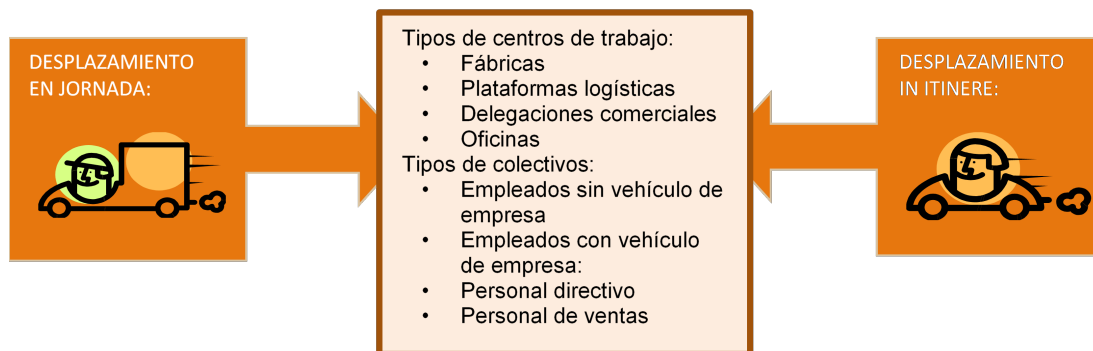 DESPLAZAMIENTO
EN JORNADA:
Tipos de centros de trabajo:
• Fábricas
• Plataformas logísticas
• Delegaciones comerciales
• Oficinas
Tipos de colectivos:
• Empleados sin vehículo de
empresa
• Empleados con vehículo
de empresa:
• Personal directivo
• Personal de ventas
DESPLAZAMIENTO
IN ITINERE: